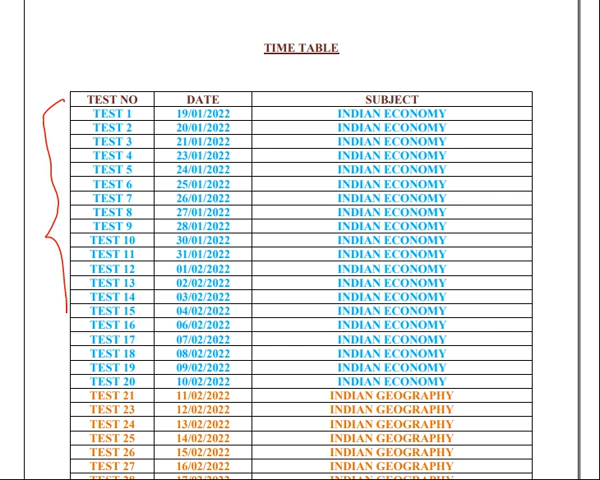 TIME TABLE
TEST NO DATE SUBJECT
TEST 1 19/01/2022 INDIAN ECONOMY
TEST 2 20/01/2022 INDIAN ECONOMY
TEST 3 21/01/2022 INDIAN ECONOMY
TEST 4 23/01/2022 INDIAN ECONOMY
TEST 5 24/01/2022 INDIAN ECONOMY
TEST 6 25/01/2022 INDIAN ECONOMY
TEST 7 26/01/2022 INDIAN ECONOMY
TEST 8 27/01/2022 INDIAN ECONOMY
TEST 9 28/01/2022 INDIAN ECONOMY
TEST 10 30/01/2022 INDIAN ECONOMY
TEST 11 31/01/2022 INDIAN ECONOMY
TEST 12 01/02/2022 INDIAN ECONOMY
TEST 13 02/02/2022 INDIAN ECONOMY
TEST 14 03/02/2022 INDIAN ECONOMY
TEST 15 04/02/2022 INDIAN ECONOMY
TEST 16 06/02/2022 INDIAN ECONOMY
TEST 17 07/02/2022 INDIAN ECONOMY
TEST 18 08/02/2022 INDIAN ECONOMY
TEST 19 09/02/2022 INDIAN ECONOMY
TEST 20 10/02/2022 INDIAN ECONOMY
TEST 21 11/02/2022 INDIAN GEOGRAPHY
TEST 23 12/02/2022 INDIAN GEOGRAPHY
TEST 24 13/02/2022 INDIAN GEOGRAPHY
TEST 25 14/02/2022 INDIAN GEOGRAPHY
TEST 26 15/02/2022 INDIAN GEOGRAPHY
TEST 27 16/02/2022 INDIAN GEOGRAPHY